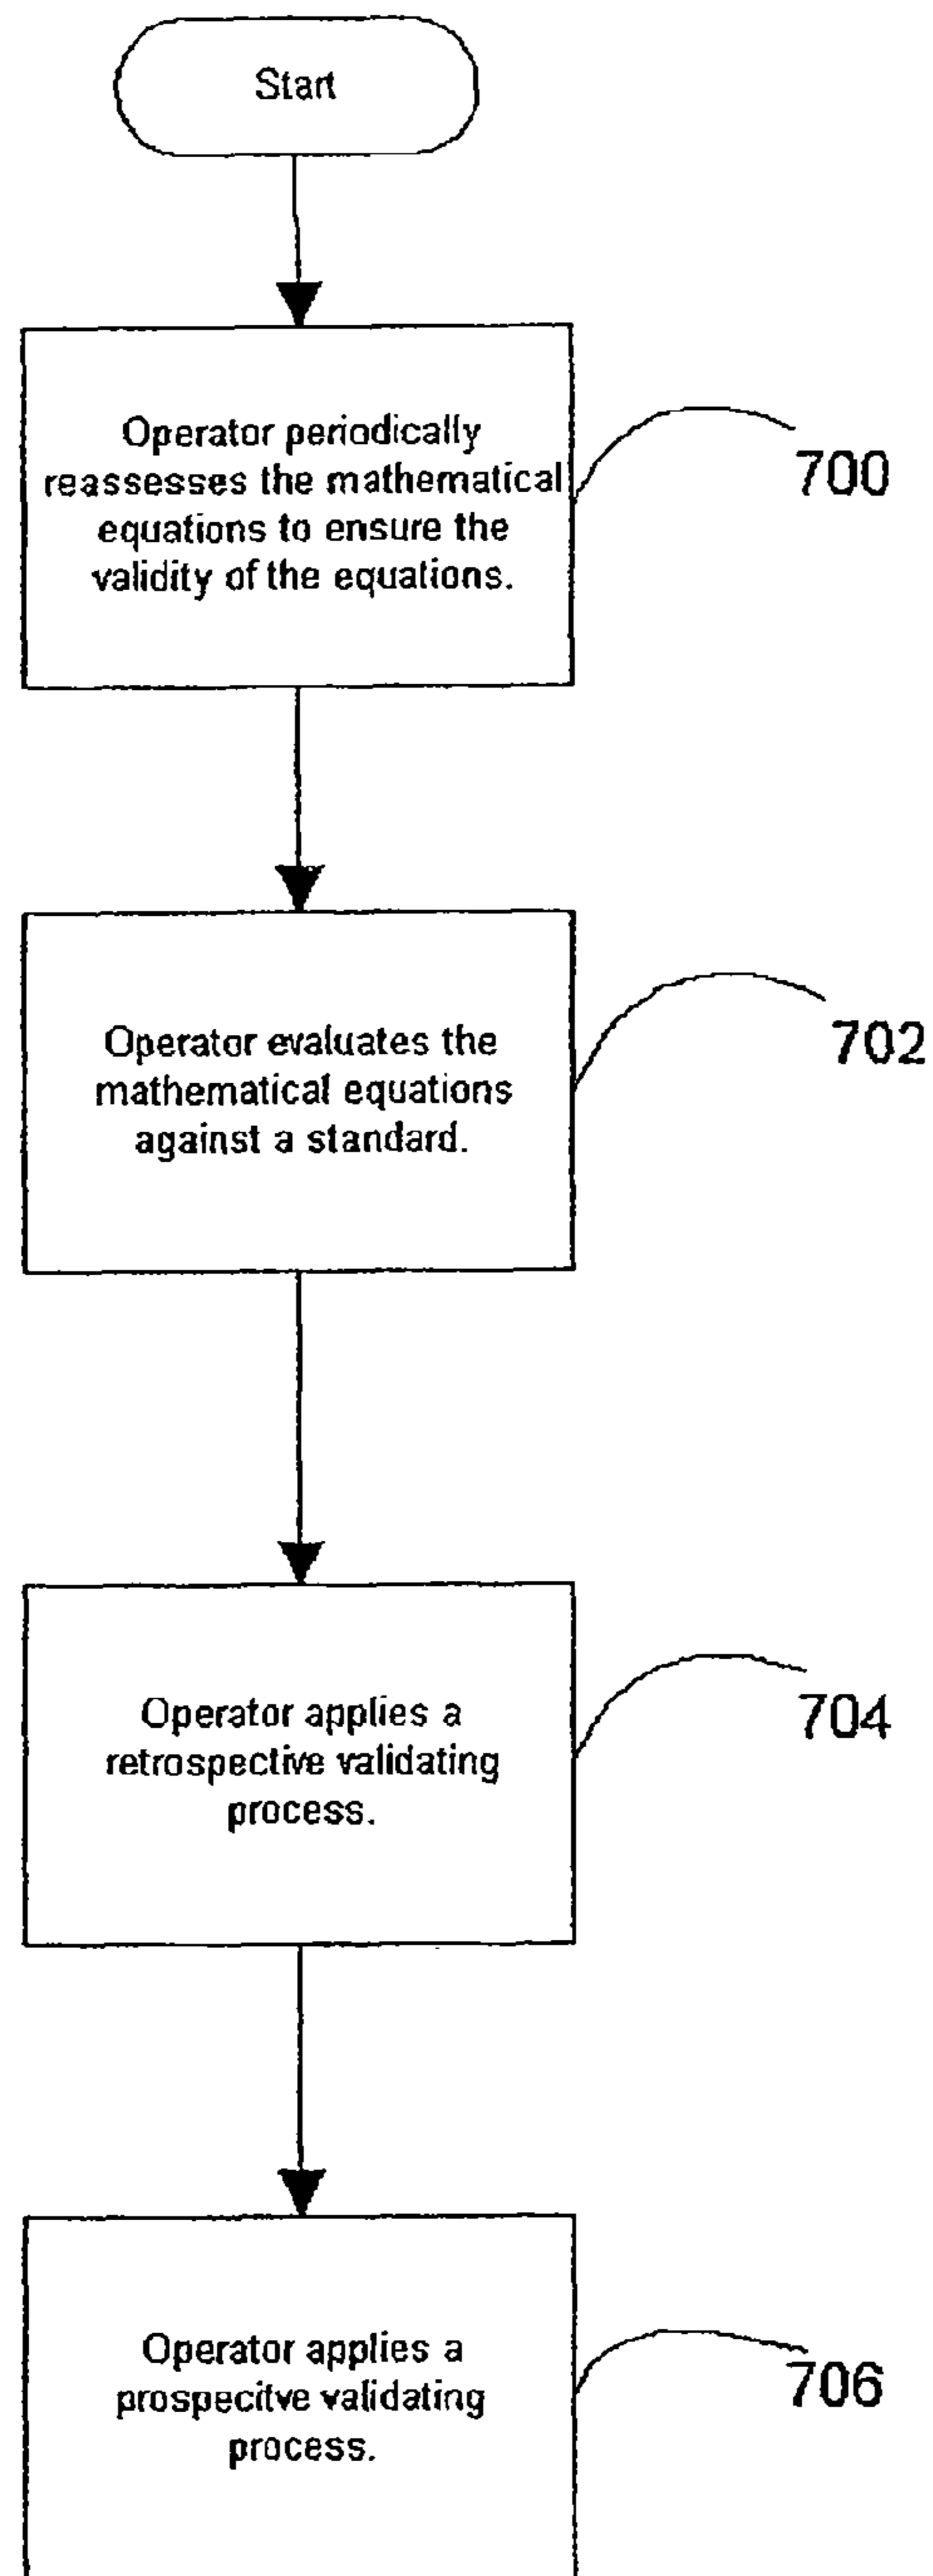 Start
Operator periodically
reassesses the mathematical
equations to ensure the
validity of the equations.
700
Operator evaluates the
mathematical equations
against a standard.
702
Operator applies a
retrospective validating
process.
704
Operator applies a
prospecitve validating
process.
706